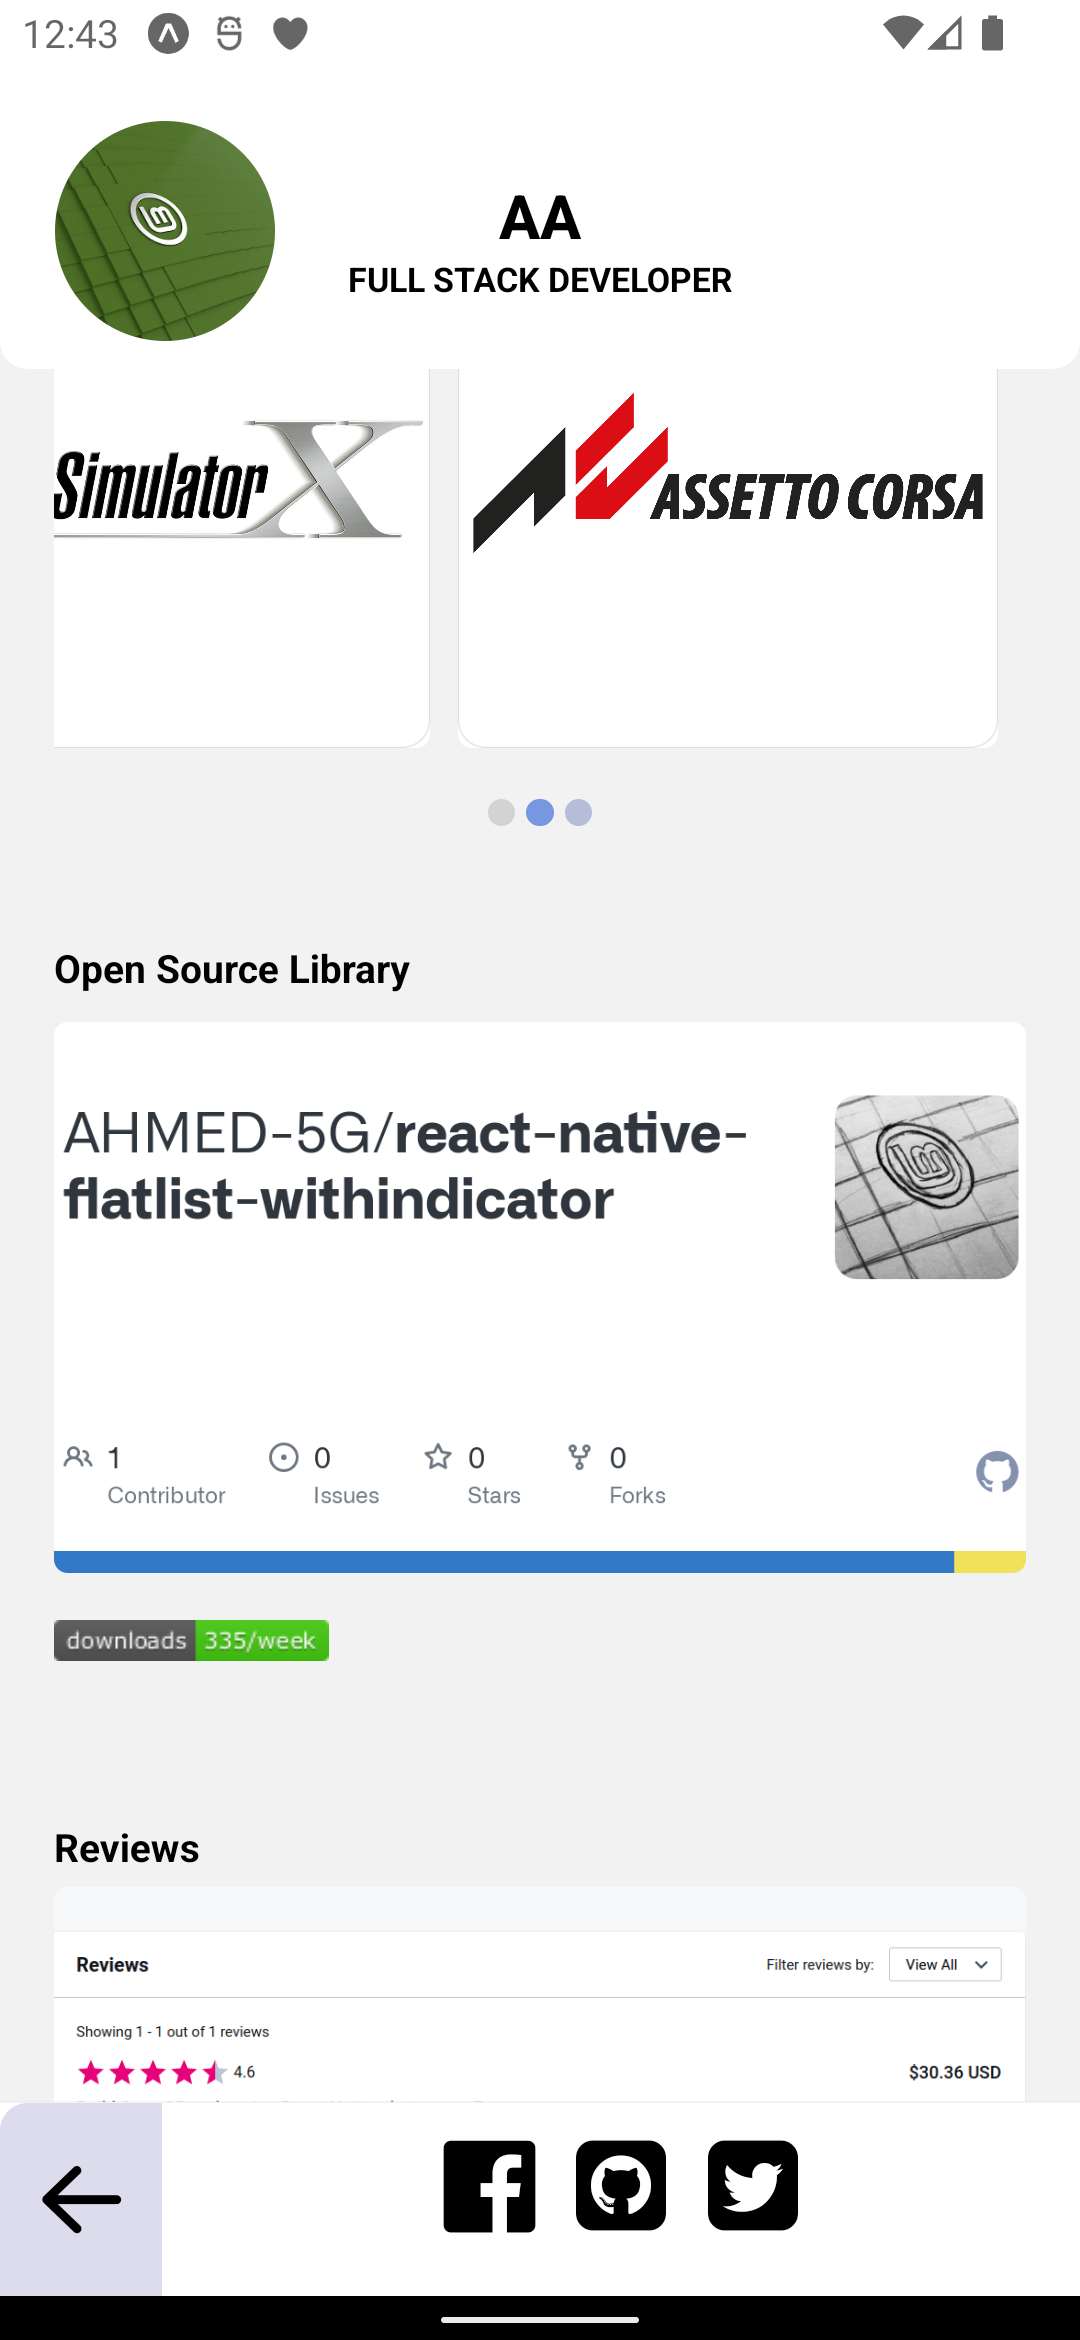 12:43
AA
FULL STACK DEVELOPER
Simulator X
ASSETTO CORSA
Open Source Library
AHMED-5G/react-native-
flatlist-withindicator
1 0 0 0
Contributor Issues Stars Forks
downloads 335/week
Reviews
Reviews Filter reviews by: View All
Showing 1 - 1 out of 1 reviews
4.6 $30.36 USD